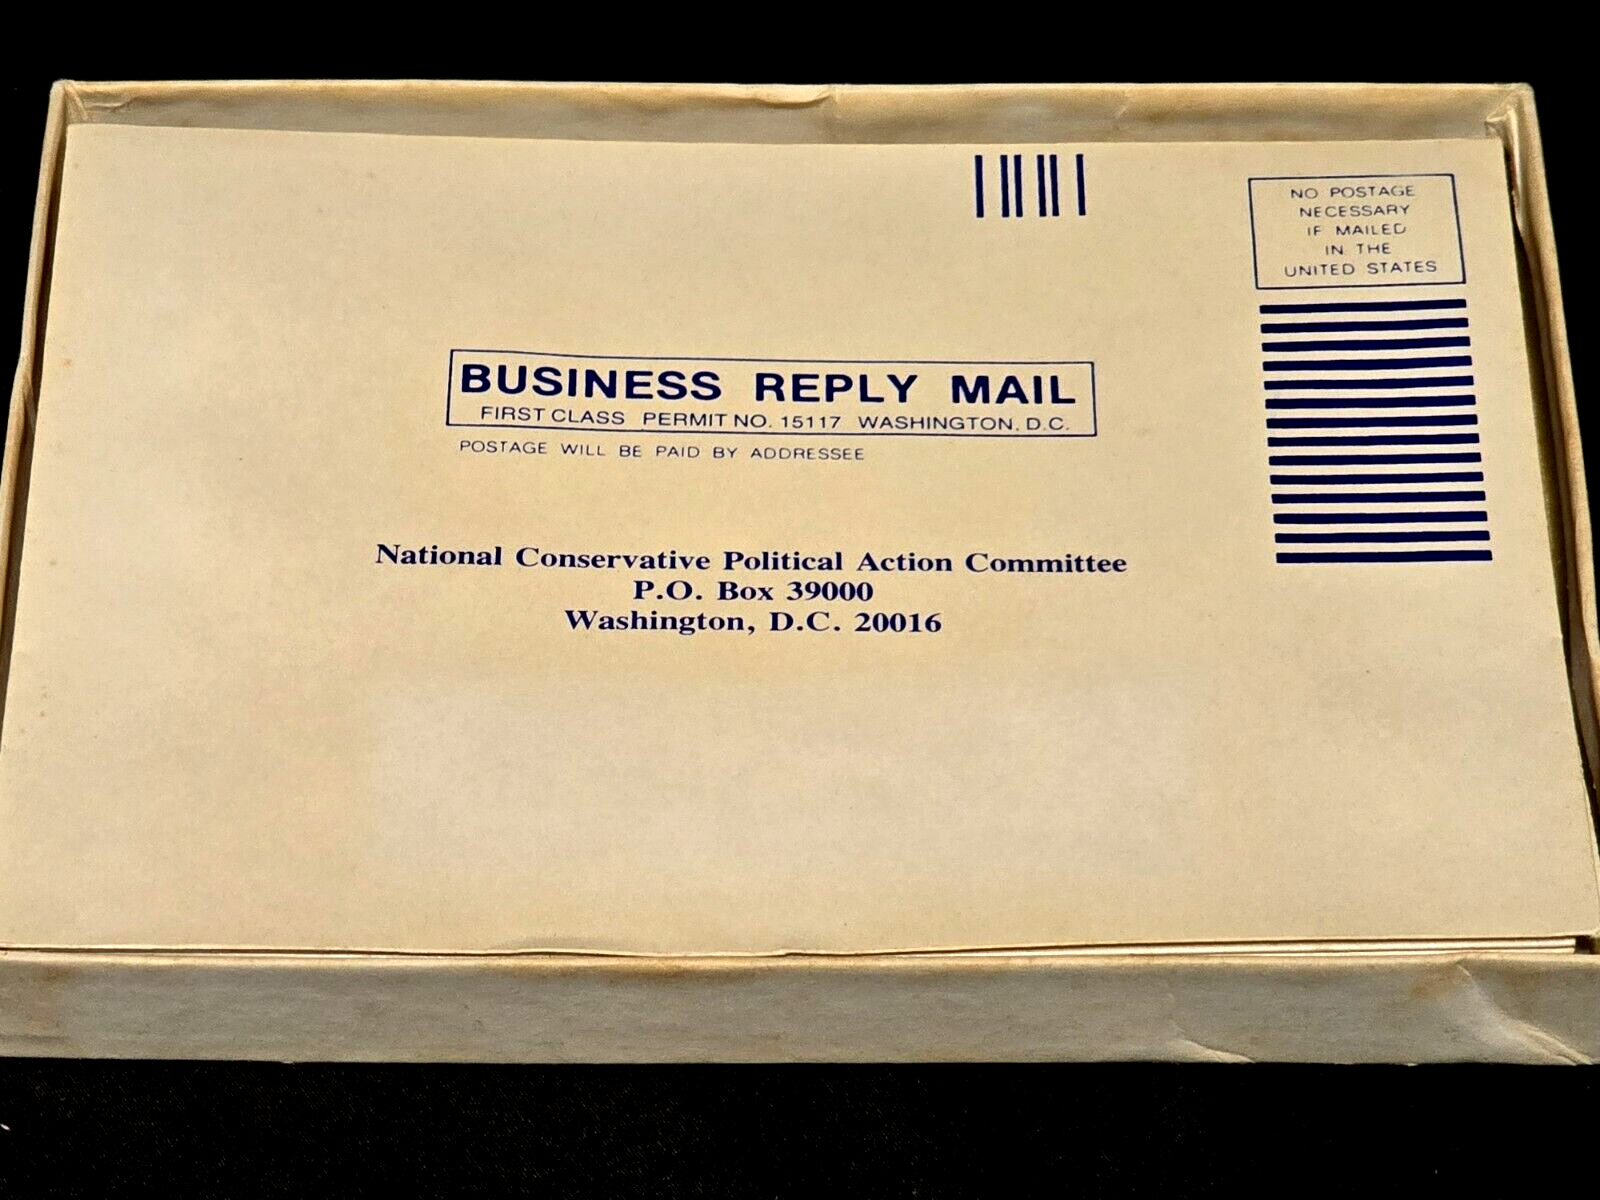 NO POSTAGE
NECESSARY
IF MAILED
IN THE
UNITED STATES
BUSINESS REPLY MAIL
FIRST CLASS PERMIT NO. 15117 WASHINGTON, D.C.
POSTAGE WILL BE PAID BY ADDRESSEE
National Conservative Political Action Committee
P.O. Box 39000
Washington, D.C. 20016